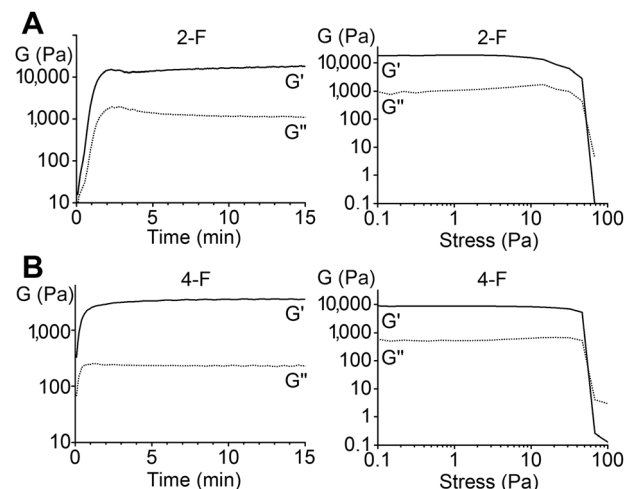 A
2-F
G (Pa)
10,000
1,000
100
10
G'
G"
0
5
10
15
Time (min)
2-F
G (Pa)
10,000
1,000
100
10
1
0.1
G'
G"
0.1
1
10
100
Stress (Pa)
B
4-F
G (Pa)
1,000
100
10
G'
G"
0
5
10
15
Time (min)
4-F
G (Pa)
10,000
1,000
100
10
1
0.1
G'
G"
0.1
1
10
100
Stress (Pa)